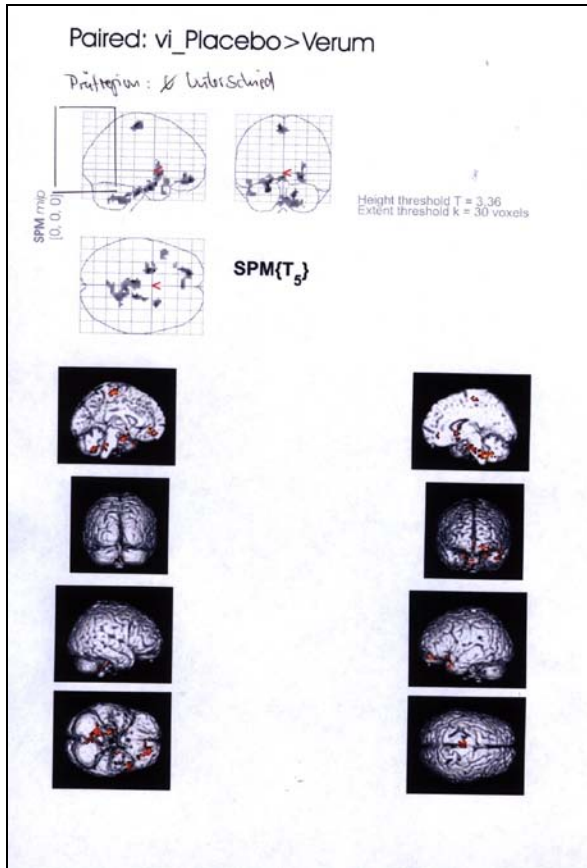 Paired: vi_Placebo>Verum
Prüfregion: ∅ Unterschied
SPM mip
[0, 0, 0]
<
<
<
Height threshold T = 3,36
Extent threshold k = 30 voxels
SPM{T5}